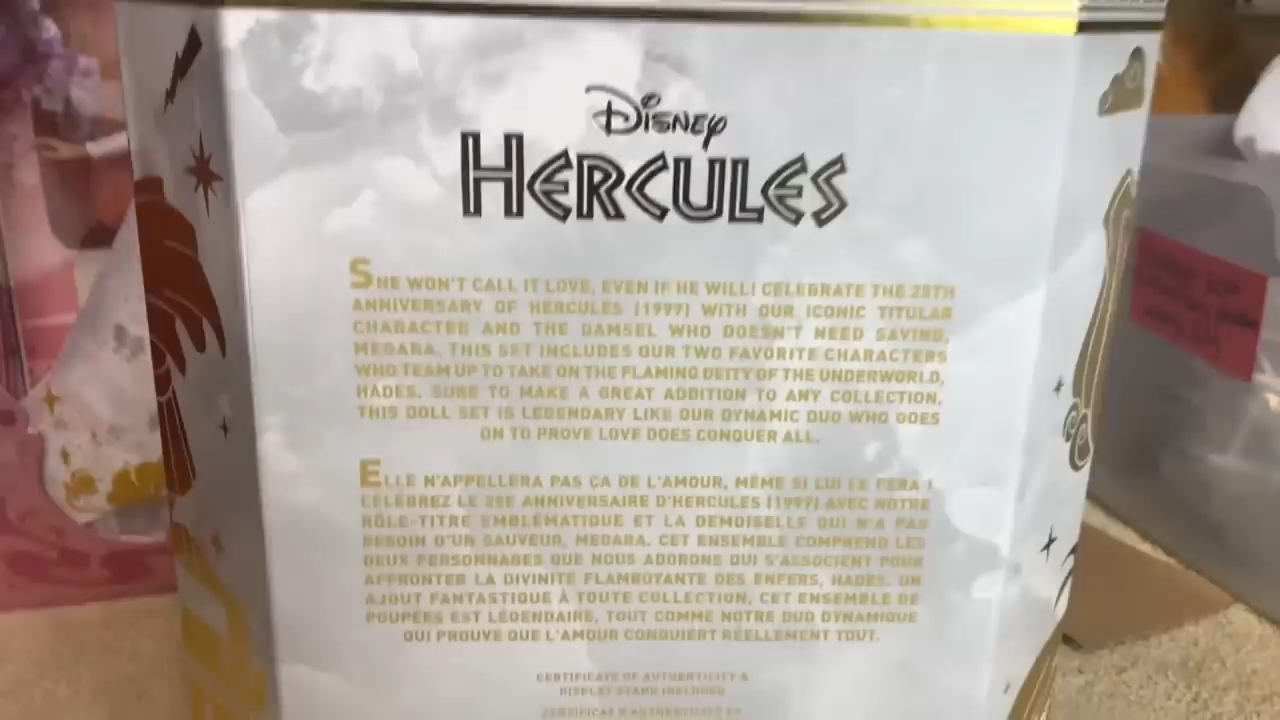 DISNEY
HERCULES
SHE WON'T CALL IT LOVE, EVEN IF HE WILL! CELEBRATE THE 25TH
ANNIVERSARY OF HERCULES (1997) WITH OUR ICONIC TITULAR
CHARACTER AND THE DAMSEL WHO DOESN'T NEED SAVING,
MEGARA. THIS SET INCLUDES OUR TWO FAVORITE CHARACTERS
WHO TEAM UP TO TAKE ON THE FLAMING DEITY OF THE UNDERWORLD,
HADES. SURE TO MAKE A GREAT ADDITION TO ANY COLLECTION,
THIS DOLL SET IS LEGENDARY LIKE OUR DYNAMIC DUO WHO GOES
ON TO PROVE LOVE DOES CONQUER ALL.
ELLE N'APPELLERA PAS ÇA DE L'AMOUR, MÊME SI LUI LE FERA !
CÉLÉBREZ LE 25E ANNIVERSAIRE D'HERCULES (1997) AVEC NOTRE
RÔLE-TITRE EMBLÉMATIQUE ET LA DEMOISELLE QUI N'A PAS
BESOIN D'UN SAUVEUR, MEGARA. CET ENSEMBLE COMPREND LES
DEUX PERSONNAGES QUE NOUS ADORONS QUI S'ASSOCIENT POUR
AFFRONTER LA DIVINITÉ FLAMBOYANTE DES ENFERS, HADES. UN
AJOUT FANTASTIQUE À TOUTE COLLECTION, CET ENSEMBLE DE
POUPÉES EST LÉGENDAIRE, TOUT COMME NOTRE DUO DYNAMIQUE
QUI PROUVE QUE L'AMOUR CONQUIERT RÉELLEMENT TOUT.
CERTIFICATE OF AUTHENTICITY &
DISPLAY STAND INCLUDED
CERTIFICAT D'AUTHENTICITÉ ET